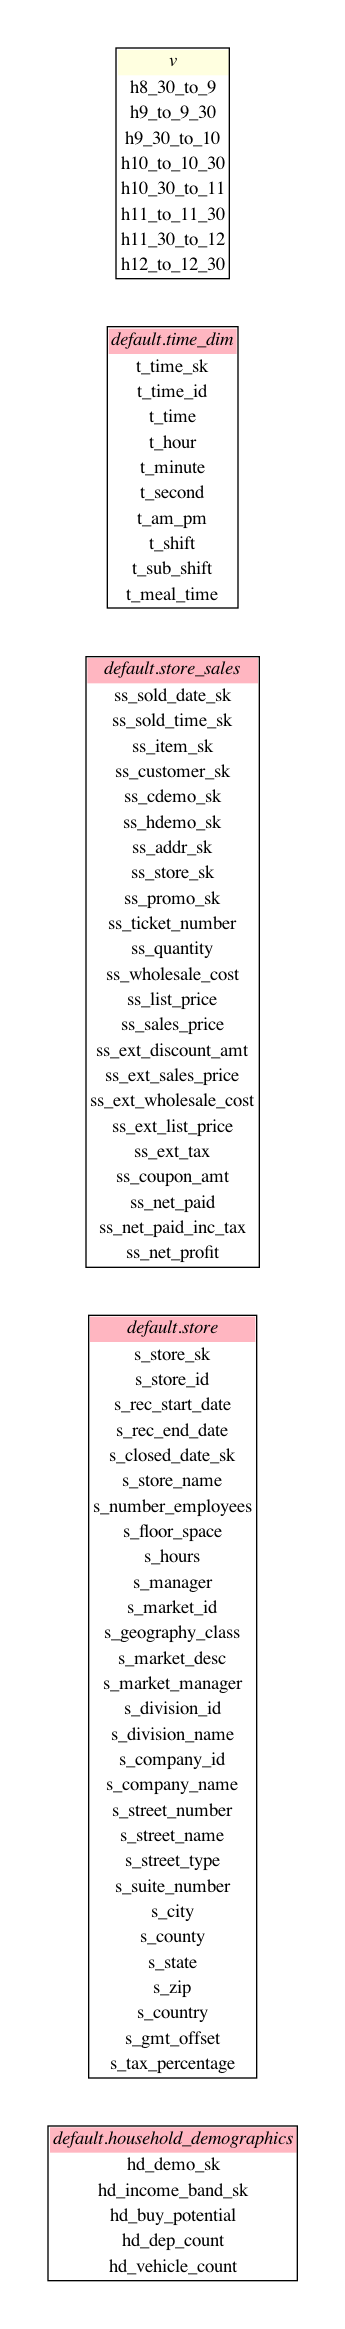 v
h8_30_to_9
h9_to_9_30
h9_30_to_10
h10_to_10_30
h10_30_to_11
h11_to_11_30
h11_30_to_12
h12_to_12_30
default.time_dim
t_time_sk
t_time_id
t_time
t_hour
t_minute
t_second
t_am_pm
t_shift
t_sub_shift
t_meal_time
default.store_sales
ss_sold_date_sk
ss_sold_time_sk
ss_item_sk
ss_customer_sk
ss_cdemo_sk
ss_hdemo_sk
ss_addr_sk
ss_store_sk
ss_promo_sk
ss_ticket_number
ss_quantity
ss_wholesale_cost
ss_list_price
ss_sales_price
ss_ext_discount_amt
ss_ext_sales_price
ss_ext_wholesale_cost
ss_ext_list_price
ss_ext_tax
ss_coupon_amt
ss_net_paid
ss_net_paid_inc_tax
ss_net_profit
default.store
s_store_sk
s_store_id
s_rec_start_date
s_rec_end_date
s_closed_date_sk
s_store_name
s_number_employees
s_floor_space
s_hours
s_manager
s_market_id
s_geography_class
s_market_desc
s_market_manager
s_division_id
s_division_name
s_company_id
s_company_name
s_street_number
s_street_name
s_street_type
s_suite_number
s_city
s_county
s_state
s_zip
s_country
s_gmt_offset
s_tax_percentage
default.household_demographics
hd_demo_sk
hd_income_band_sk
hd_buy_potential
hd_dep_count
hd_vehicle_count